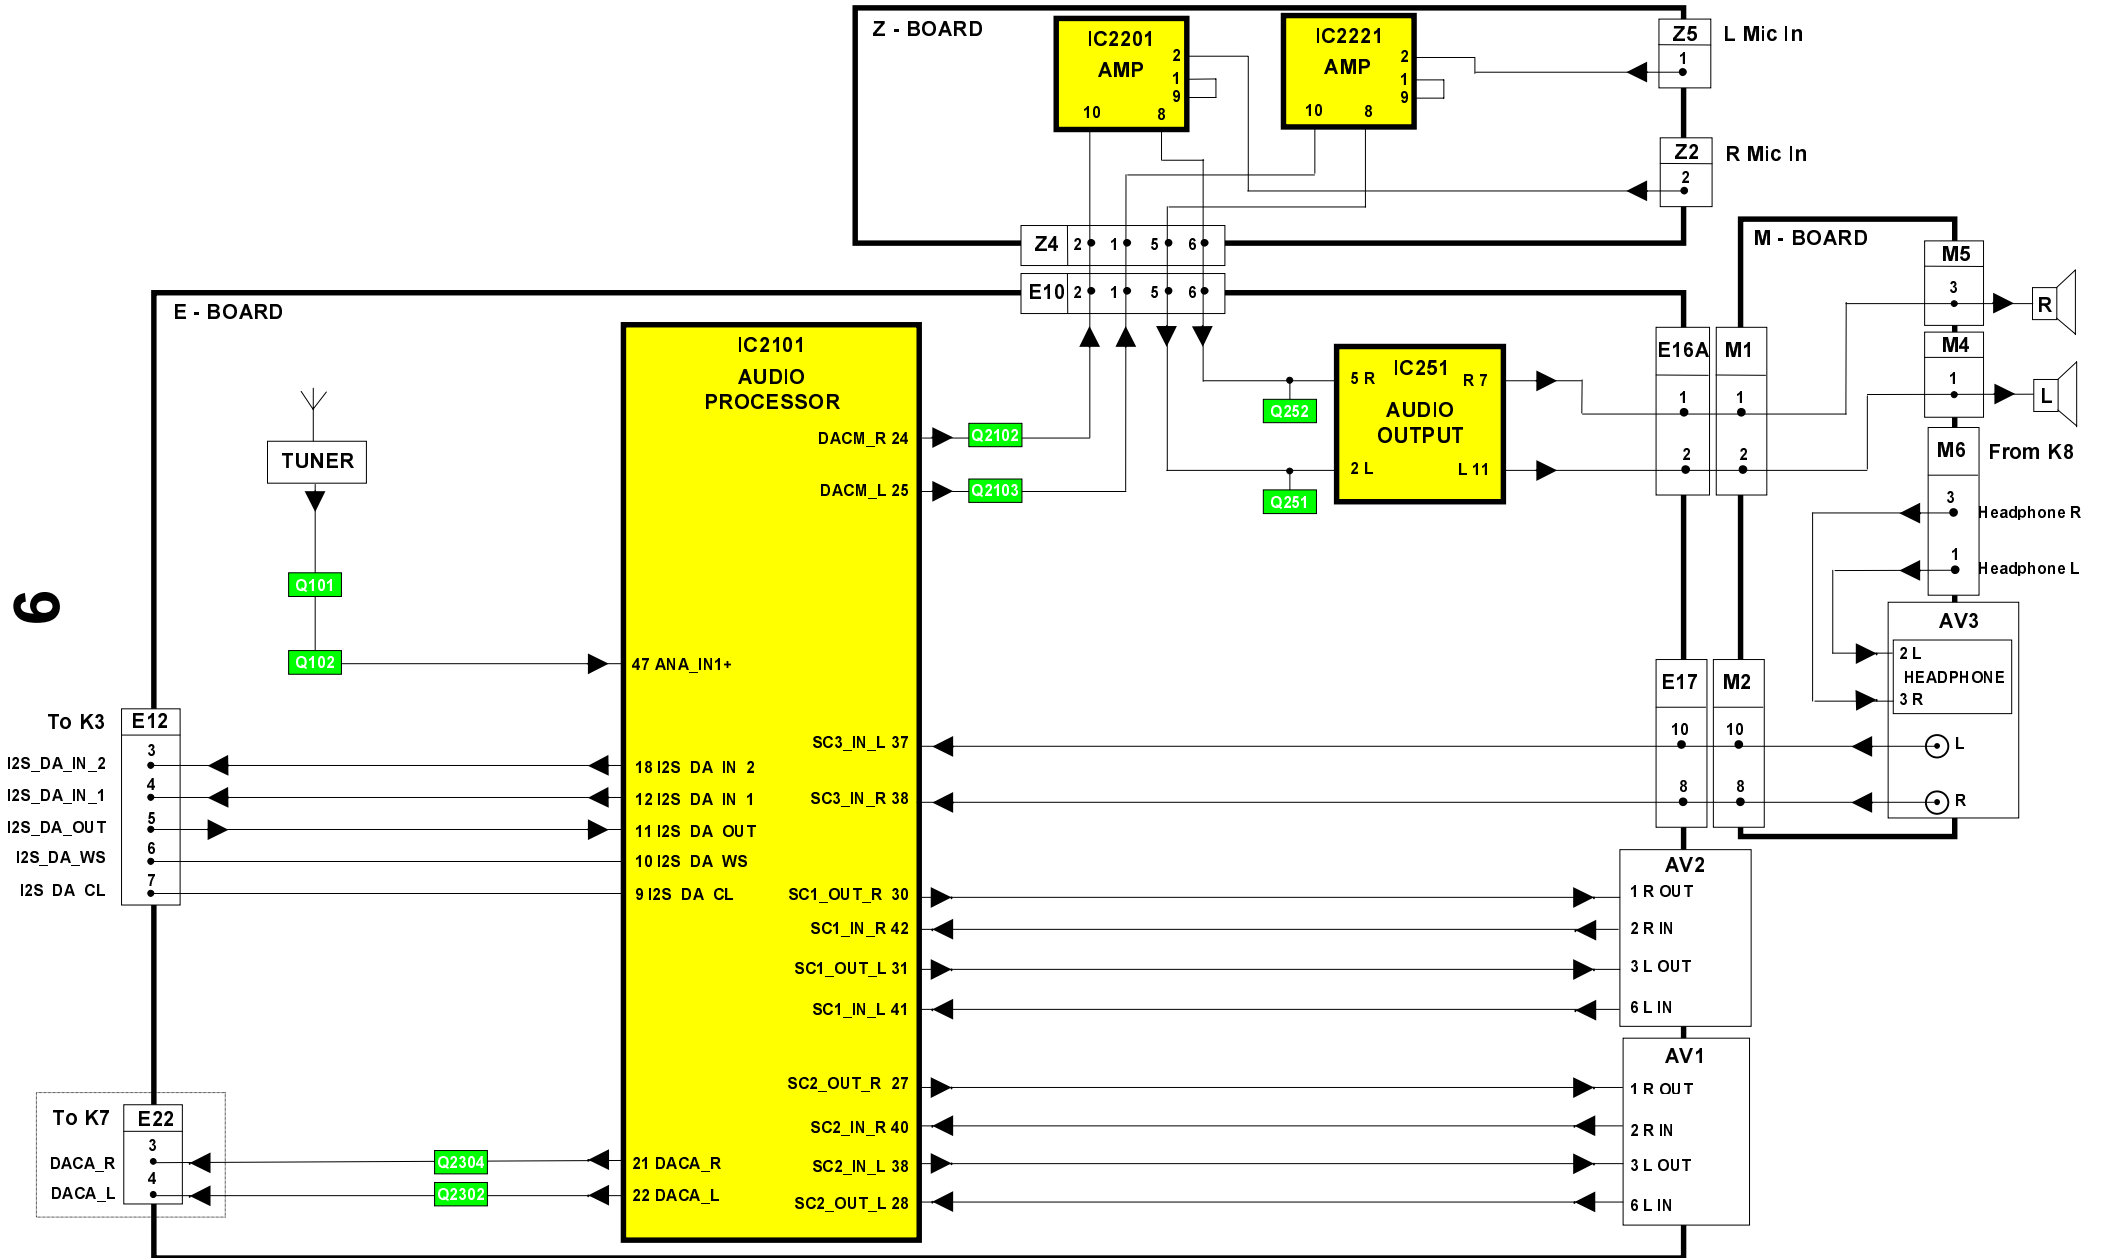 Z - BOARD
IC2201
AMP
2
1
9
10
8
IC2221
AMP
2
1
9
10
8
Z5
1
L Mic In
Z2
2
R Mic In
Z4 2 1 5 6
E10 2 1 5 6
M - BOARD
M5
3
R
M4
1
L
M6
From K8
3
Headphone R
1
Headphone L
AV3
2 L
HEADPHONE
3 R
L
R
E - BOARD
IC2101
AUDIO
PROCESSOR
DACM_R 24
Q2102
DACM_L 25
Q2103
TUNER
Q101
Q102
47 ANA_IN1+
Q252
Q251
IC251
AUDIO
OUTPUT
5 R
R 7
2 L
L 11
E16A
1
2
M1
1
2
E17
10
8
M2
10
8
6
To K3
E12
I2S_DA_IN_2
3
I2S_DA_IN_1
4
I2S_DA_OUT
5
I2S_DA_WS
6
I2S DA CL
7
18 I2S DA IN 2
12 I2S DA IN 1
11 I2S DA OUT
10 I2S DA WS
9 I2S DA CL
SC3_IN_L 37
SC3_IN_R 38
SC1_OUT_R 30
SC1_IN_R 42
SC1_OUT_L 31
SC1_IN_L 41
AV2
1 R OUT
2 R IN
3 L OUT
6 L IN
SC2_OUT_R 27
SC2_IN_R 40
SC2_IN_L 38
SC2_OUT_L 28
AV1
1 R OUT
2 R IN
3 L OUT
6 L IN
To K7
E22
DACA_R
3
DACA_L
4
Q2304
Q2302
21 DACA_R
22 DACA_L